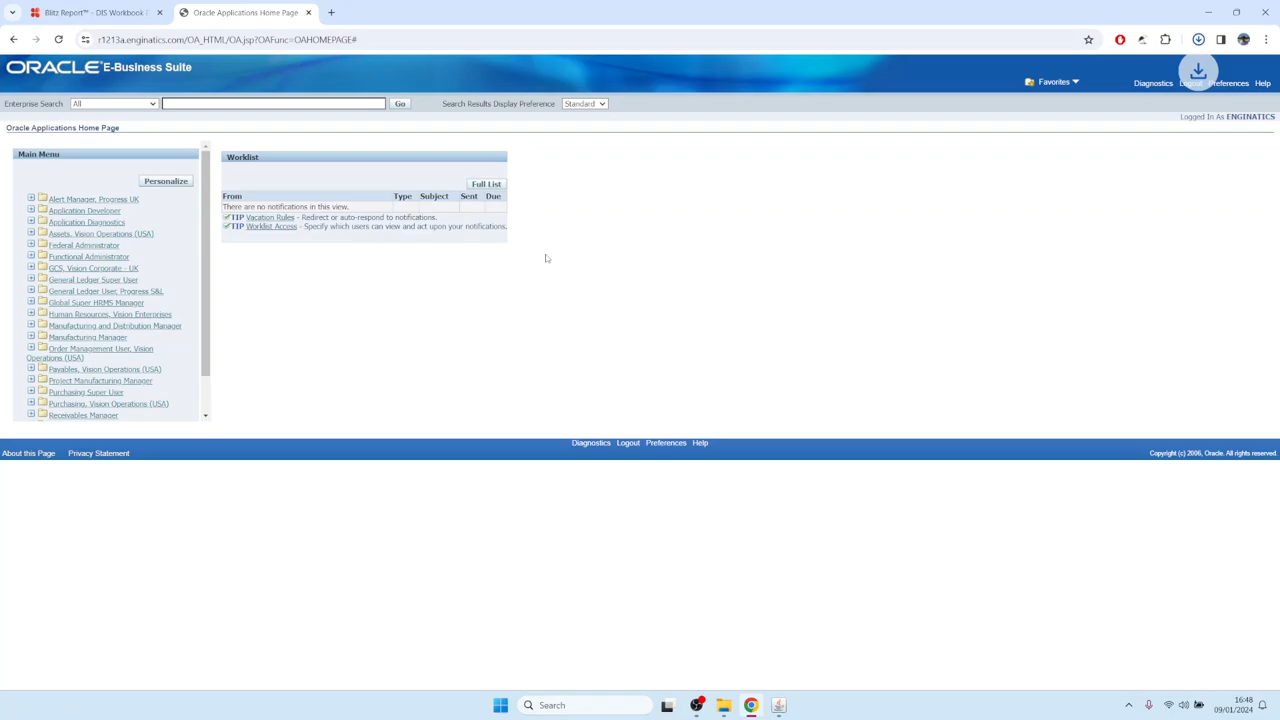 Blitz Report™ - DIS Workbook
Oracle Applications Home Page
r1213a.enginatics.com/OA_HTML/OA.jsp?OAFunc=OAHOMEPAGE#
ORACLE® E-Business Suite
Favorites
Diagnostics Logout Preferences Help
Enterprise Search All Go Search Results Display Preference Standard
Logged In As ENGINATICS
Oracle Applications Home Page
Main Menu
Personalize
Alert Manager, Progress UK
Application Developer
Application Diagnostics
Assets, Vision Operations (USA)
Federal Administrator
Functional Administrator
GCS, Vision Corporate - UK
General Ledger Super User
General Ledger User, Progress S&L
Global Super HRMS Manager
Human Resources, Vision Enterprises
Manufacturing and Distribution Manager
Manufacturing Manager
Order Management User, Vision
Operations (USA)
Payables, Vision Operations (USA)
Project Manufacturing Manager
Purchasing Super User
Purchasing, Vision Operations (USA)
Receivables Manager
Worklist
Full List
From Type Subject Sent Due
There are no notifications in this view.
TIP Vacation Rules - Redirect or auto-respond to notifications.
TIP Worklist Access - Specify which users can view and act upon your notifications.
Diagnostics Logout Preferences Help
About this Page Privacy Statement
Copyright (c) 2006, Oracle. All rights reserved.
Search
16:48
09/01/2024